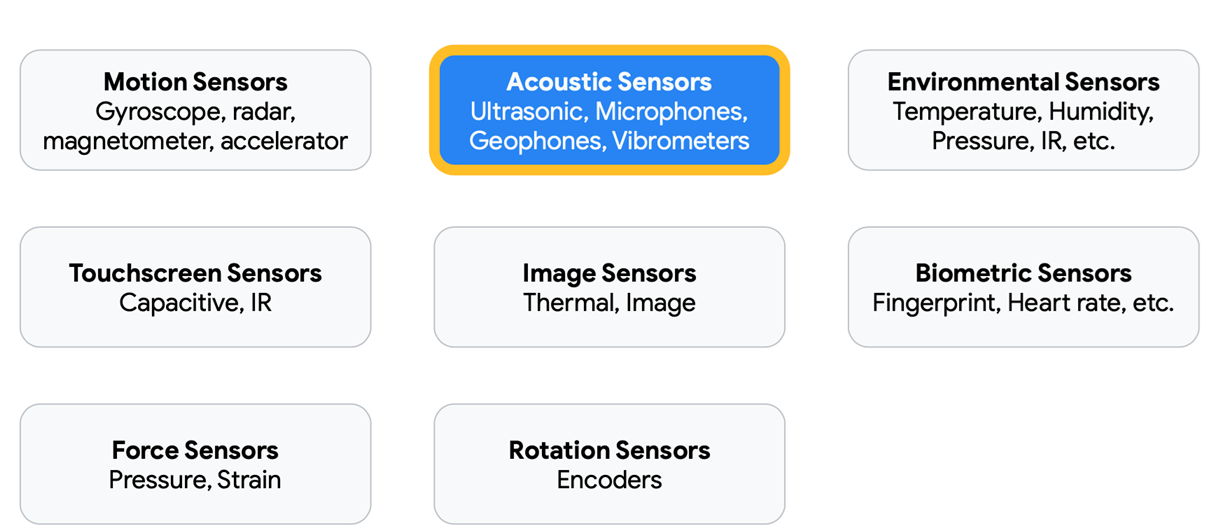 Motion Sensors
Gyroscope, radar,
magnetometer, accelerator
Acoustic Sensors
Ultrasonic, Microphones,
Geophones, Vibrometers
Environmental Sensors
Temperature, Humidity,
Pressure, IR, etc.
Touchscreen Sensors
Capacitive, IR
Image Sensors
Thermal, Image
Biometric Sensors
Fingerprint, Heart rate, etc.
Force Sensors
Pressure, Strain
Rotation Sensors
Encoders